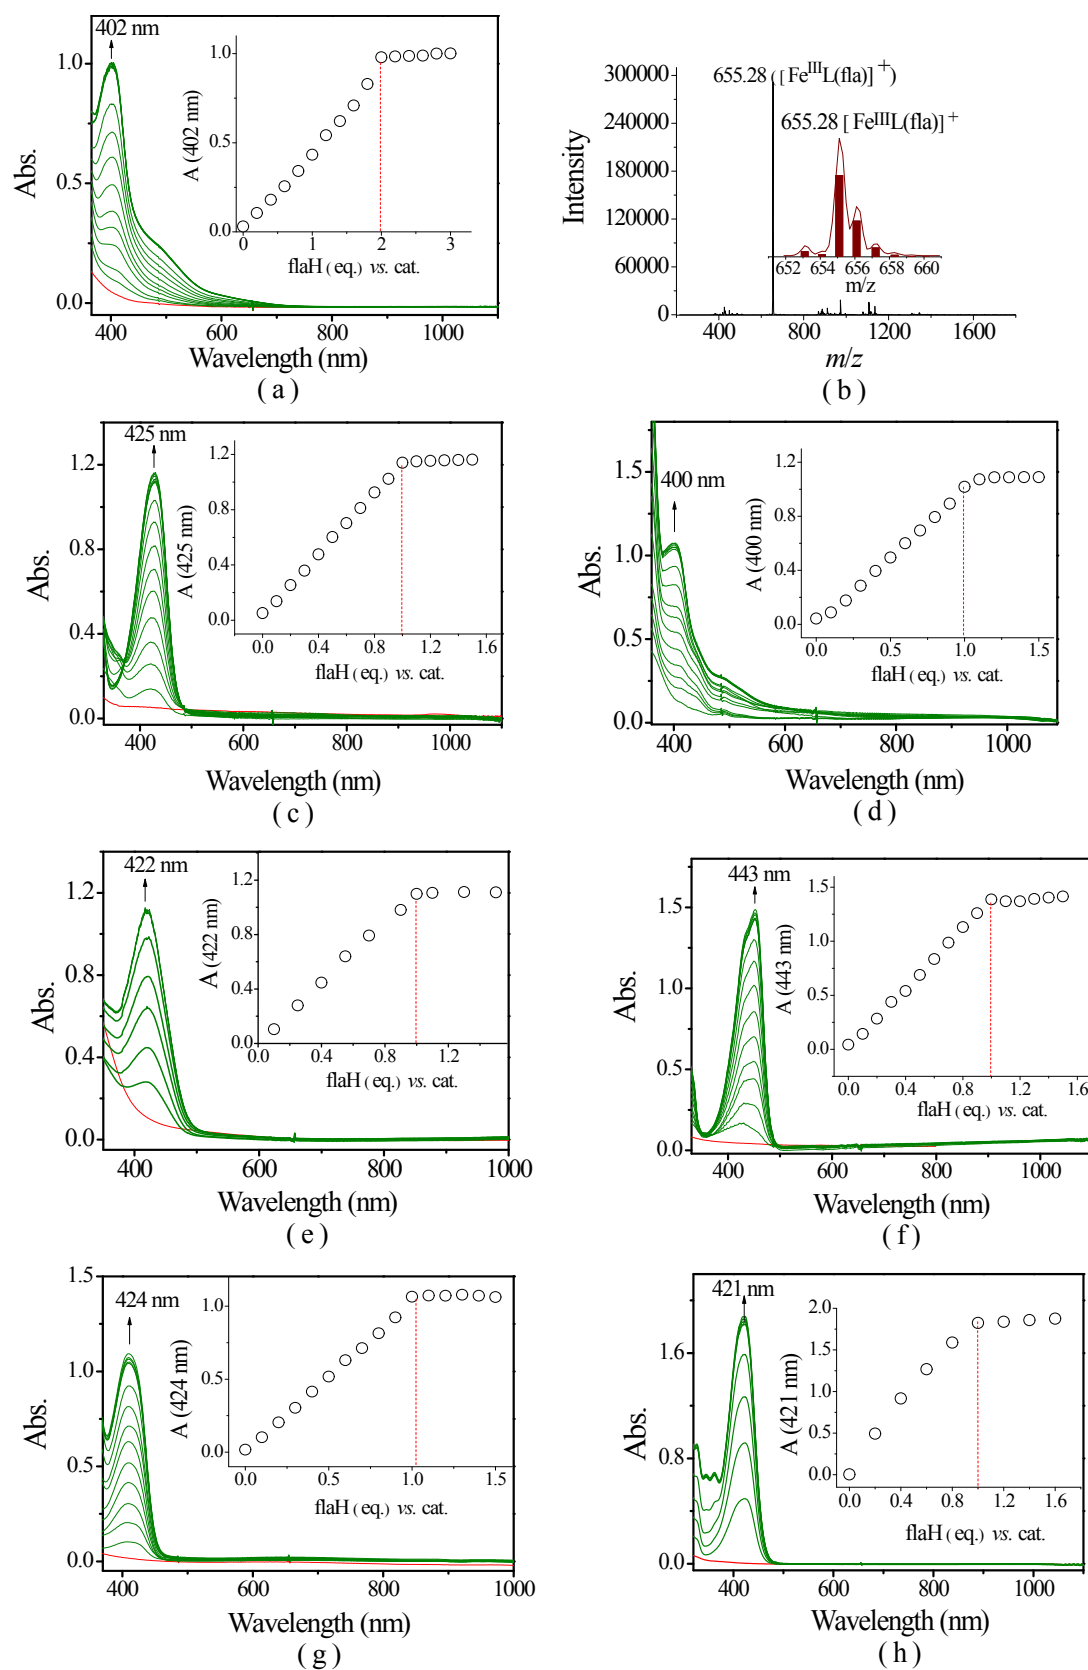 402 nm
Abs.
1.0
0.5
0.0
A (402 nm)
1.0
0.5
0.0
0 1 2 3
flaH ( eq. ) vs. cat.
400 600 800 1000
Wavelength (nm)
( a )
Intensity
300000
240000
180000
120000
60000
0
655.28 ([FeIIIL(fla)]+)
655.28 [FeIIIL(fla)]+
652 654 656 658 660
m/z
400 800 1200 1600
m/z
( b )
425 nm
Abs.
1.2
0.8
0.4
0.0
A (425 nm)
1.2
0.8
0.4
0.0
0.0 0.4 0.8 1.2 1.6
flaH ( eq. ) vs. cat.
400 600 800 1000
Wavelength (nm)
( c )
400 nm
Abs.
1.5
1.0
0.5
0.0
A (400 nm)
1.2
0.8
0.4
0.0
0.0 0.5 1.0 1.5
flaH ( eq. ) vs. cat.
400 600 800 1000
Wavelength (nm)
( d )
422 nm
Abs.
1.2
0.8
0.4
0.0
A (422 nm)
1.2
0.8
0.4
0.0
0.0 0.4 0.8 1.2
flaH ( eq. ) vs. cat.
400 600 800 1000
Wavelength (nm)
( e )
443 nm
Abs.
1.5
1.0
0.5
0.0
A (443 nm)
1.5
1.0
0.5
0.0
0.0 0.4 0.8 1.2 1.6
flaH ( eq. ) vs. cat.
400 600 800 1000
Wavelength (nm)
( f )
424 nm
Abs.
1.5
1.0
0.5
0.0
A (424 nm)
1.0
0.5
0.0
0.0 0.5 1.0 1.5
flaH ( eq. ) vs. cat.
400 600 800 1000
Wavelength (nm)
( g )
421 nm
Abs.
1.6
0.8
0.0
A (421 nm)
2.0
1.0
0.0
0.0 0.4 0.8 1.2 1.6
flaH ( eq. ) vs. cat.
400 600 800 1000
Wavelength (nm)
( h )